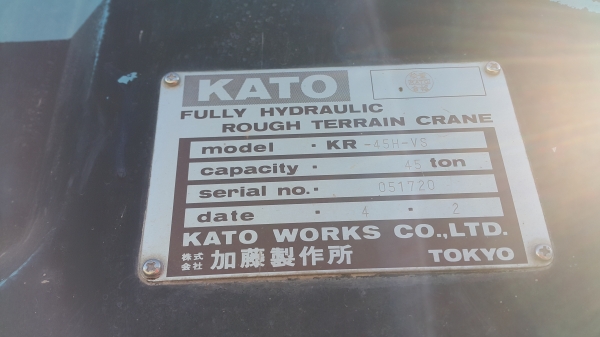 KATO
FULLY HYDRAULIC
ROUGH TERRAIN CRANE
model · KR -45H-VS
capacity · 45 ton
serial no. · 051720
date · 4 · 2
KATO WORKS CO.,LTD.
株式会社 加藤製作所 TOKYO